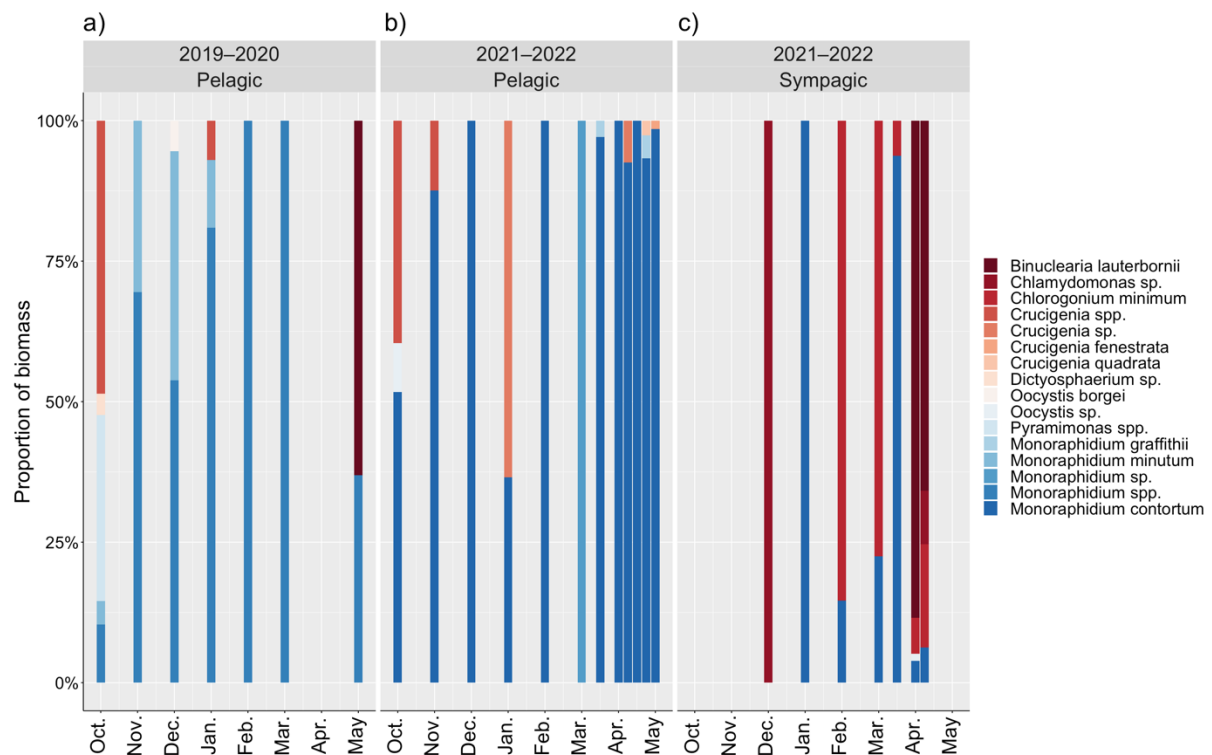 a)
2019–2020
Pelagic
b)
2021–2022
Pelagic
c)
2021–2022
Sympagic
Proportion of biomass
100%
75%
50%
25%
0%
Oct.
Nov.
Dec.
Jan.
Feb.
Mar.
Apr.
May
Oct.
Nov.
Dec.
Jan.
Feb.
Mar.
Apr.
May
Oct.
Nov.
Dec.
Jan.
Feb.
Mar.
Apr.
May
Binuclearia lauterbornii
Chlamydomonas sp.
Chlorogonium minimum
Crucigenia spp.
Crucigenia sp.
Crucigenia fenestrata
Crucigenia quadrata
Dictyosphaerium sp.
Oocystis borgei
Oocystis sp.
Pyramimonas spp.
Monoraphidium graffithii
Monoraphidium minutum
Monoraphidium sp.
Monoraphidium spp.
Monoraphidium contortum